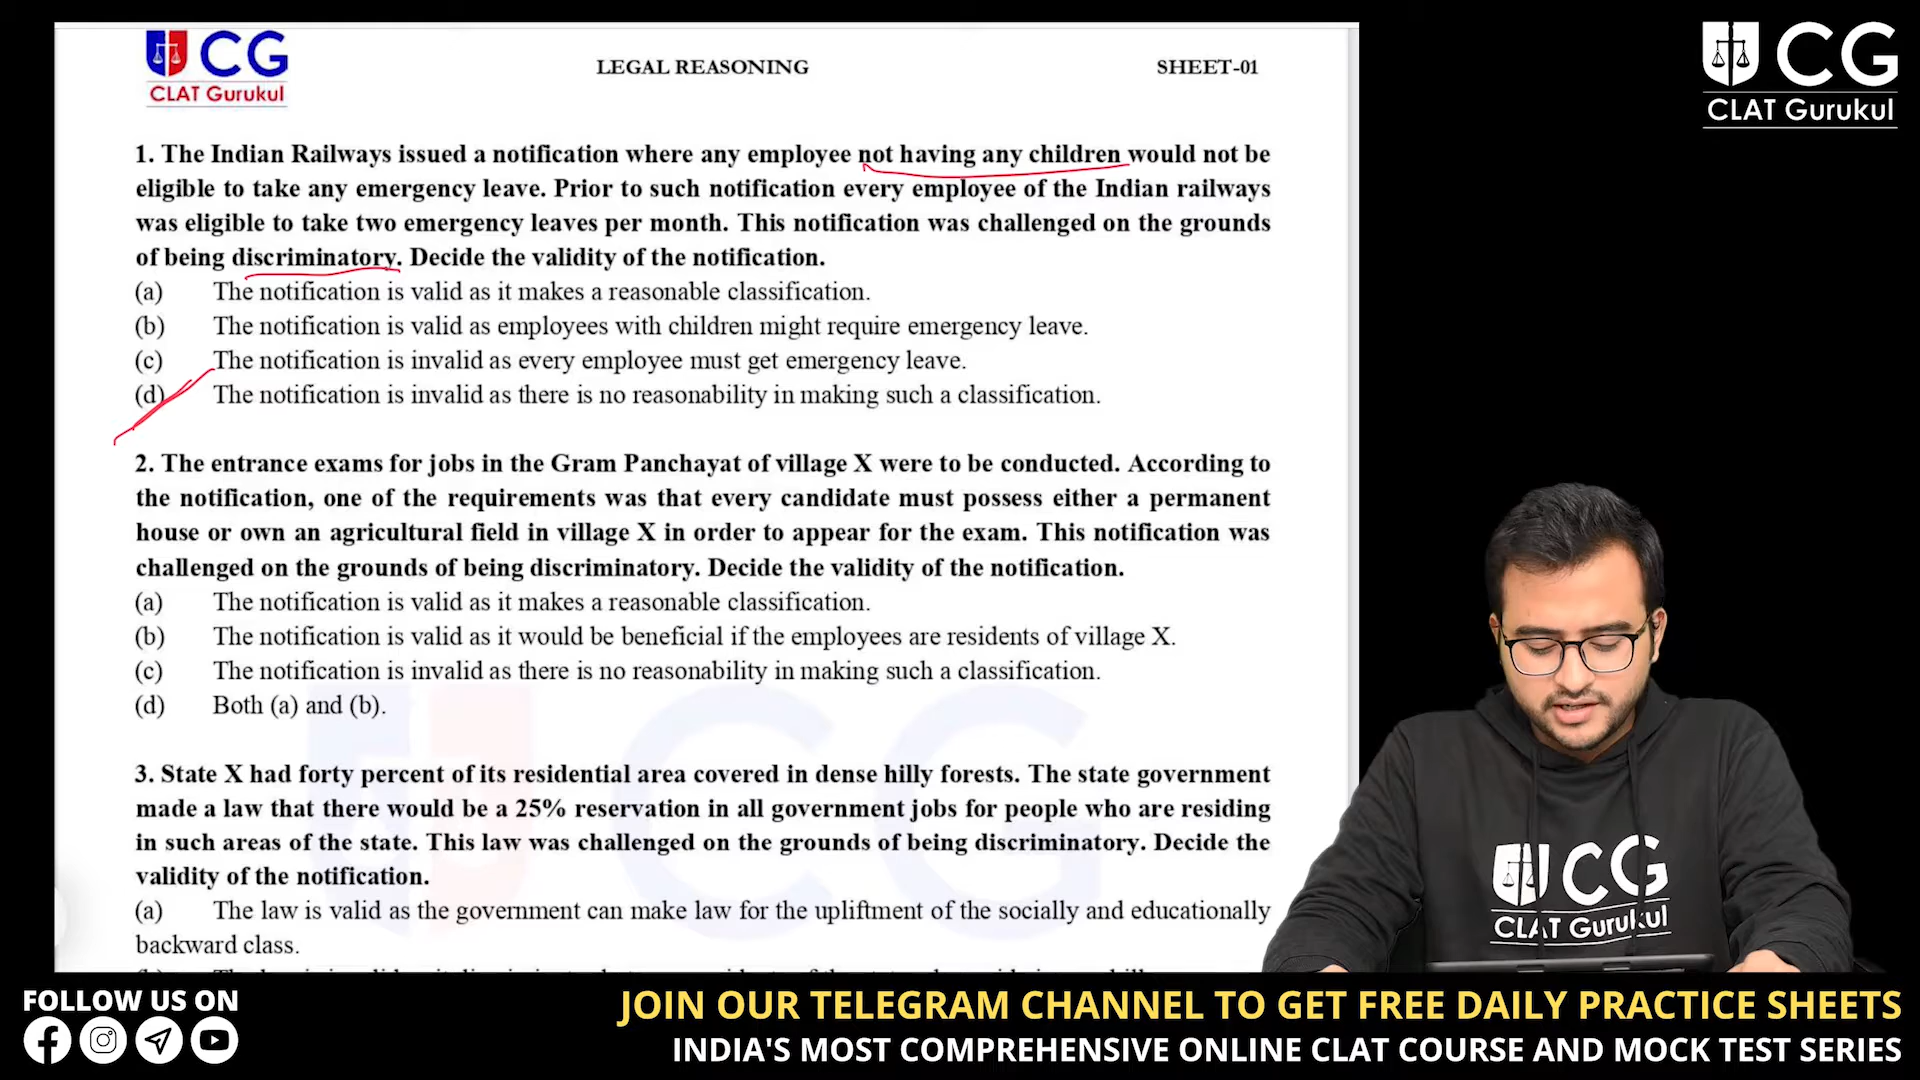 CG
CLAT Gurukul
LEGAL REASONING
SHEET-01
CG
CLAT Gurukul
1. The Indian Railways issued a notification where any employee not having any children would not be
eligible to take any emergency leave. Prior to such notification every employee of the Indian railways
was eligible to take two emergency leaves per month. This notification was challenged on the grounds
of being discriminatory. Decide the validity of the notification.
(a) The notification is valid as it makes a reasonable classification.
(b) The notification is valid as employees with children might require emergency leave.
(c) The notification is invalid as every employee must get emergency leave.
(d) The notification is invalid as there is no reasonability in making such a classification.
2. The entrance exams for jobs in the Gram Panchayat of village X were to be conducted. According to
the notification, one of the requirements was that every candidate must possess either a permanent
house or own an agricultural field in village X in order to appear for the exam. This notification was
challenged on the grounds of being discriminatory. Decide the validity of the notification.
(a) The notification is valid as it makes a reasonable classification.
(b) The notification is valid as it would be beneficial if the employees are residents of village X.
(c) The notification is invalid as there is no reasonability in making such a classification.
(d) Both (a) and (b).
3. State X had forty percent of its residential area covered in dense hilly forests. The state government
made a law that there would be a 25% reservation in all government jobs for people who are residing
in such areas of the state. This law was challenged on the grounds of being discriminatory. Decide the
validity of the notification.
(a) The law is valid as the government can make law for the upliftment of the socially and educationally
backward class.
CG
CLAT Gurukul
FOLLOW US ON
JOIN OUR TELEGRAM CHANNEL TO GET FREE DAILY PRACTICE SHEETS
INDIA'S MOST COMPREHENSIVE ONLINE CLAT COURSE AND MOCK TEST SERIES